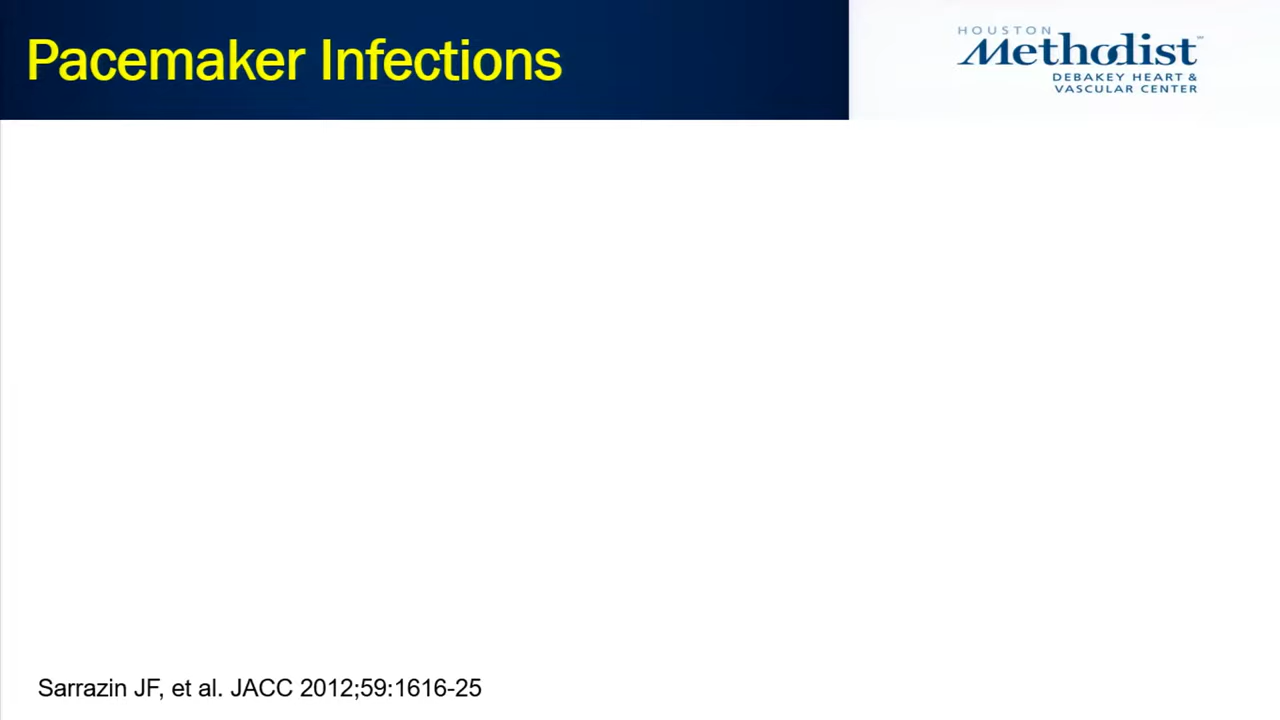 Pacemaker Infections
HOUSTON
Methodist
DEBAKEY HEART &
VASCULAR CENTER
Sarrazin JF, et al. JACC 2012;59:1616-25